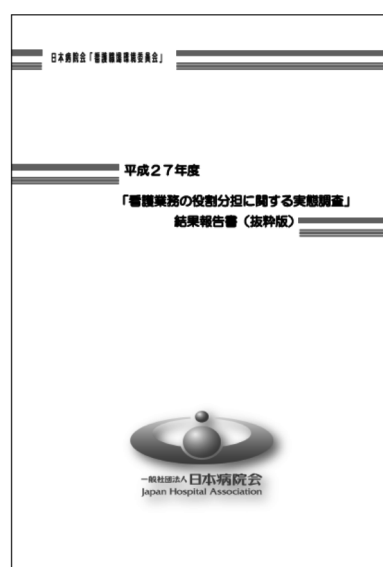 日本病院会「看護職場環境委員会」
平成27年度
「看護業務の役割分担に関する実態調査」
結果報告書（抜粋版）
一般社団法人 日本病院会
Japan Hospital Association